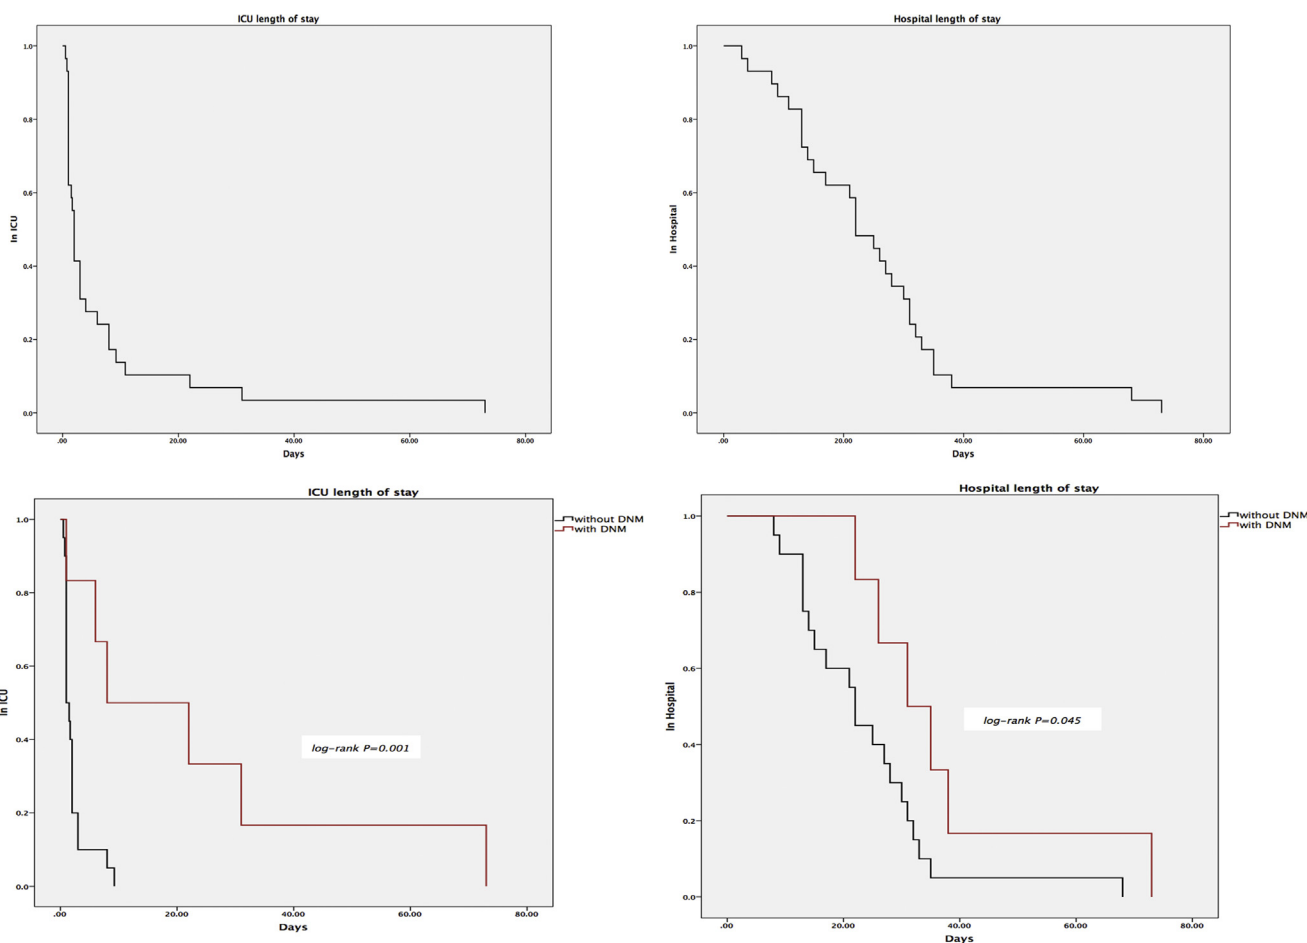 ICU length of stay
1.0
0.8
0.6
0.4
0.2
0.0
In ICU
.00 20.00 40.00 60.00 80.00
Days
Hospital length of stay
1.0
0.8
0.6
0.4
0.2
0.0
In Hospital
.00 20.00 40.00 60.00 80.00
Days
ICU length of stay
without DNM
with DNM
1.0
0.8
0.6
0.4
0.2
0.0
In ICU
log-rank P=0.001
.00 20.00 40.00 60.00 80.00
Days
Hospital length of stay
without DNM
with DNM
1.0
0.8
0.6
0.4
0.2
0.0
In Hospital
log-rank P=0.045
.00 20.00 40.00 60.00 80.00
Days